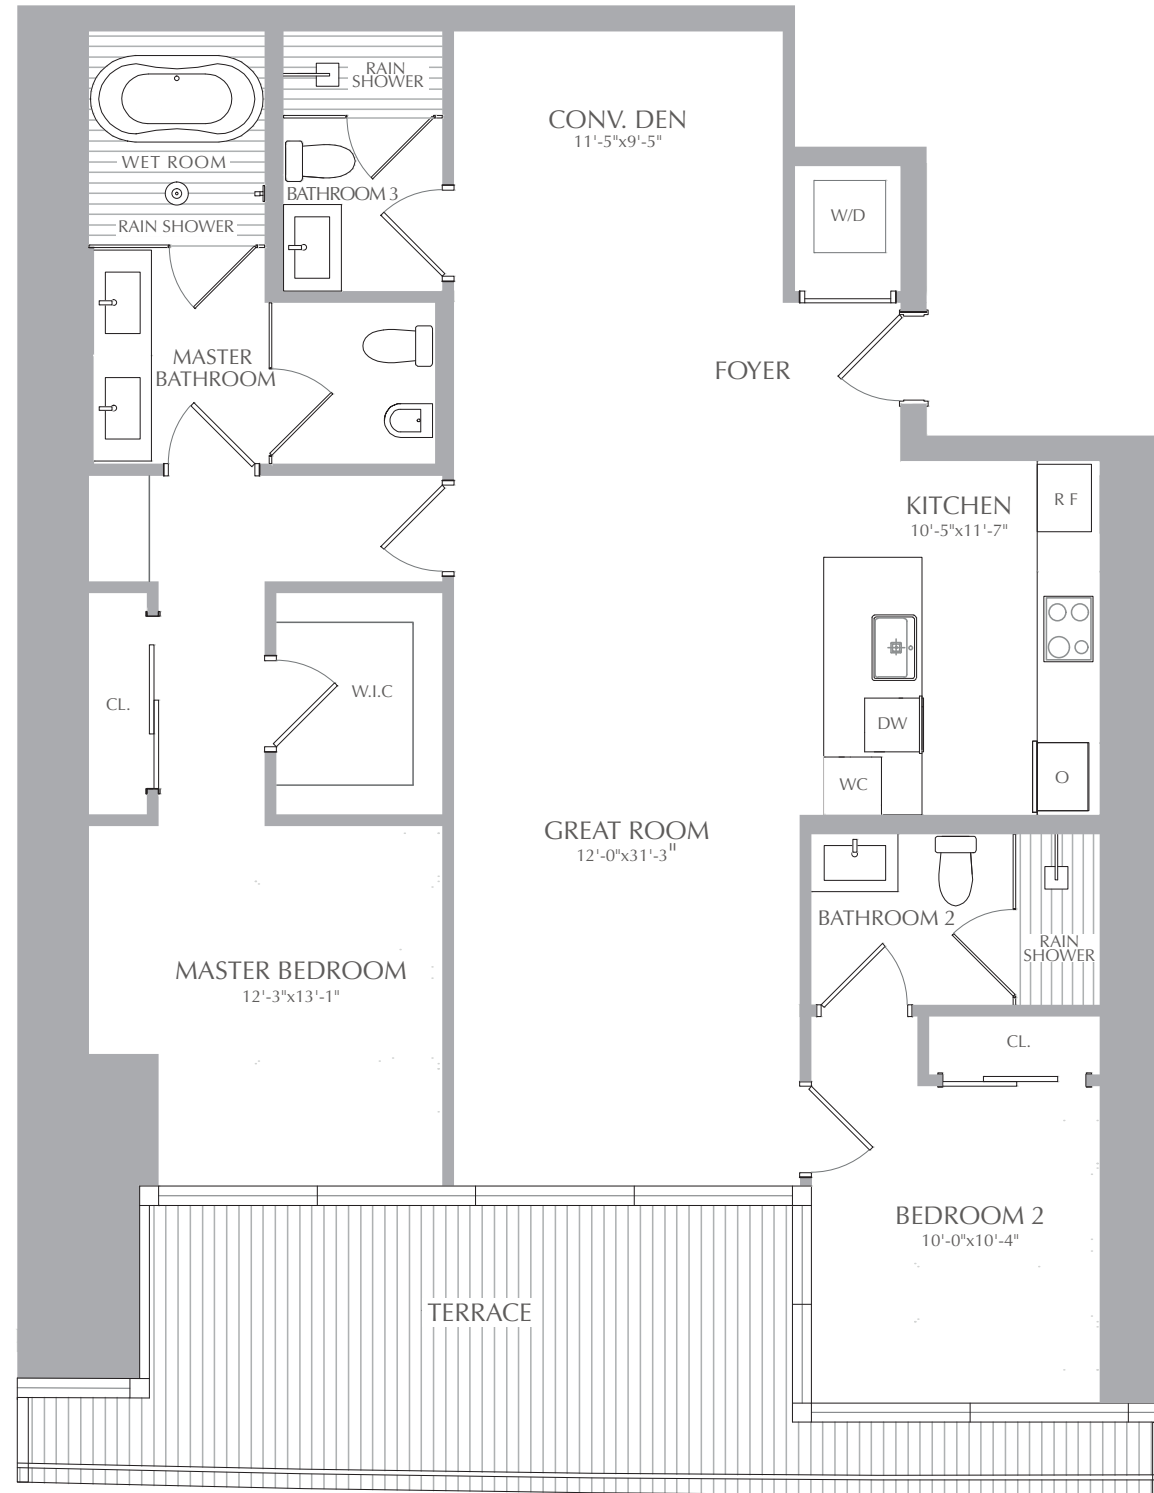 RAIN
SHOWER
CONV. DEN
11'-5"x9'-5"
WET ROOM
BATHROOM 3
W/D
RAIN SHOWER
MASTER
BATHROOM
FOYER
KITCHEN
10'-5"x11'-7"
R F
CL.
W.I.C
DW
WC
O
GREAT ROOM
12'-0"x31'-3"
BATHROOM 2
RAIN
SHOWER
MASTER BEDROOM
12'-3"x13'-1"
CL.
BEDROOM 2
10'-0"x10'-4"
TERRACE